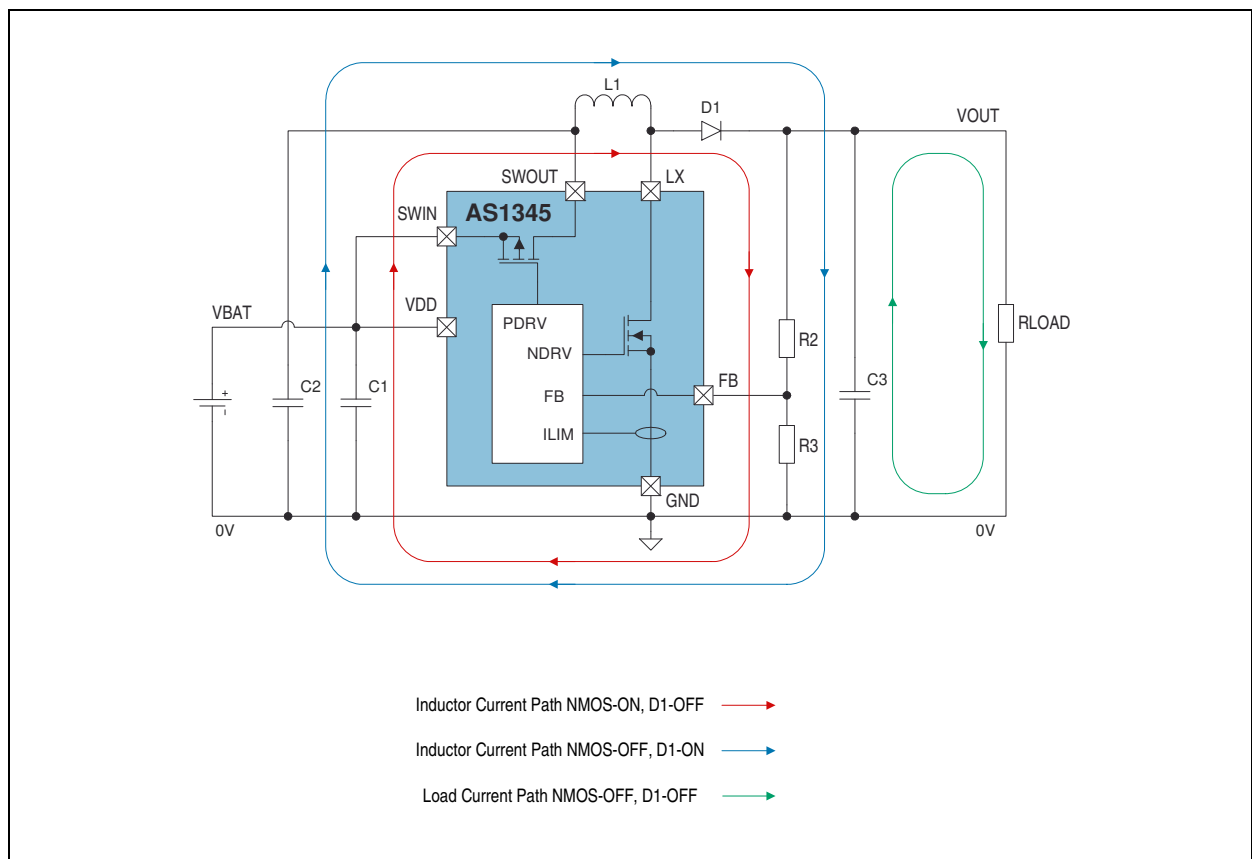 L1
D1
VOUT
SWOUT
LX
AS1345
SWIN
VDD
VBAT
PDRV
RLOAD
R2
NDRV
+
-
C2
C1
FB
FB
C3
ILIM
R3
GND
0V
0V
Inductor Current Path NMOS-ON, D1-OFF
Inductor Current Path NMOS-OFF, D1-ON
Load Current Path NMOS-OFF, D1-OFF